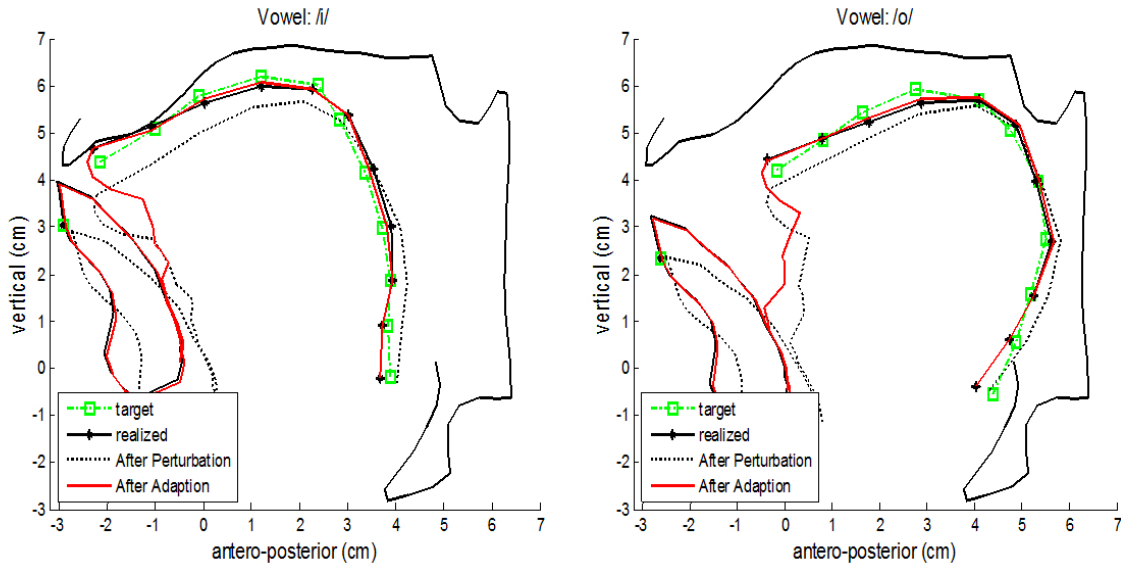 Vowel: /i/
7
6
5
4
3
2
1
0
-1
-2
-3
vertical (cm)
-3 -2 -1 0 1 2 3 4 5 6 7
antero-posterior (cm)
target
realized
After Perturbation
After Adaption
Vowel: /o/
7
6
5
4
3
2
1
0
-1
-2
-3
vertical (cm)
-3 -2 -1 0 1 2 3 4 5 6 7
antero-posterior (cm)
target
realized
After Perturbation
After Adaption